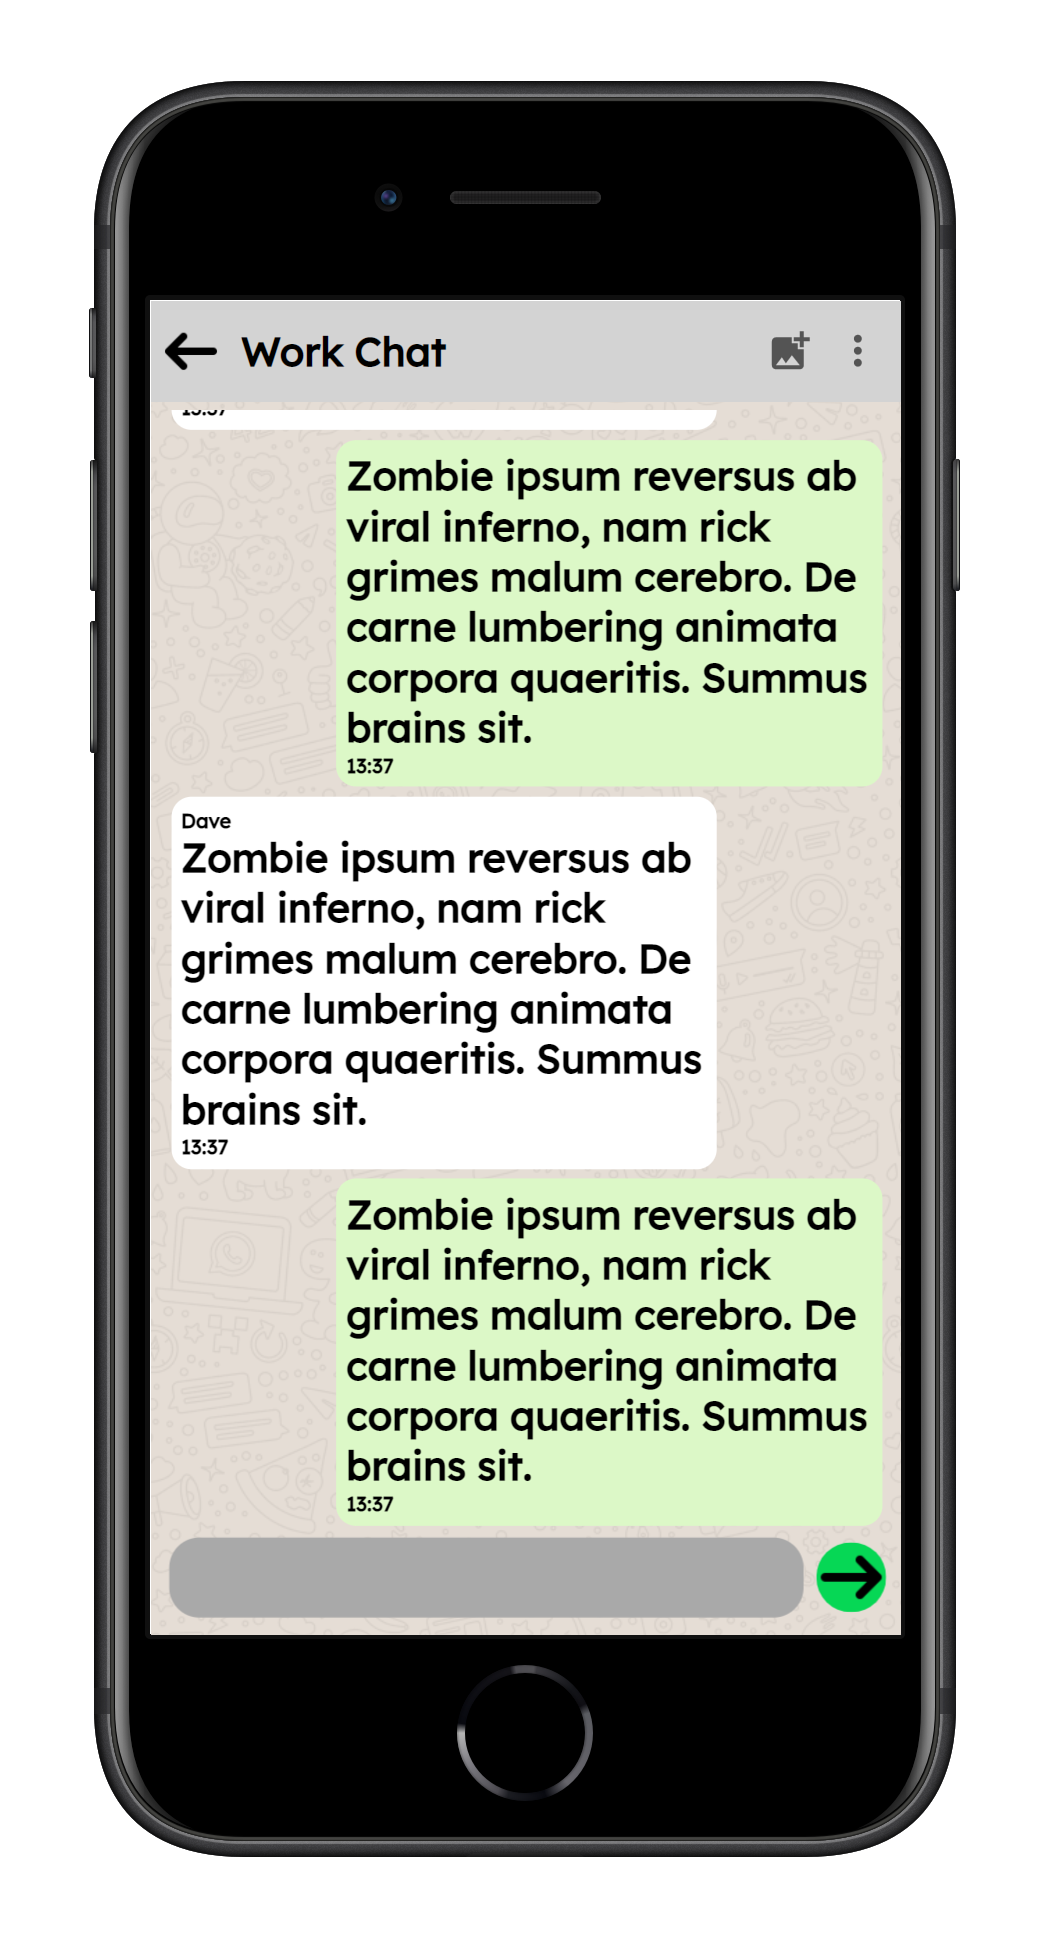 Work Chat
13:37
Zombie ipsum reversus ab
viral inferno, nam rick
grimes malum cerebro. De
carne lumbering animata
corpora quaeritis. Summus
brains sit.
13:37
Dave
Zombie ipsum reversus ab
viral inferno, nam rick
grimes malum cerebro. De
carne lumbering animata
corpora quaeritis. Summus
brains sit.
13:37
Zombie ipsum reversus ab
viral inferno, nam rick
grimes malum cerebro. De
carne lumbering animata
corpora quaeritis. Summus
brains sit.
13:37